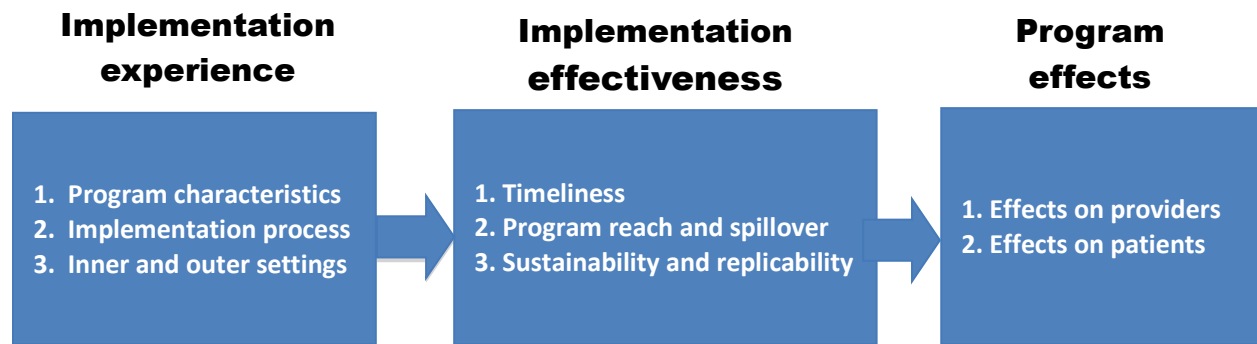 Implementation
experience
1. Program characteristics
2. Implementation process
3. Inner and outer settings
Implementation
effectiveness
1. Timeliness
2. Program reach and spillover
3. Sustainability and replicability
Program
effects
1. Effects on providers
2. Effects on patients